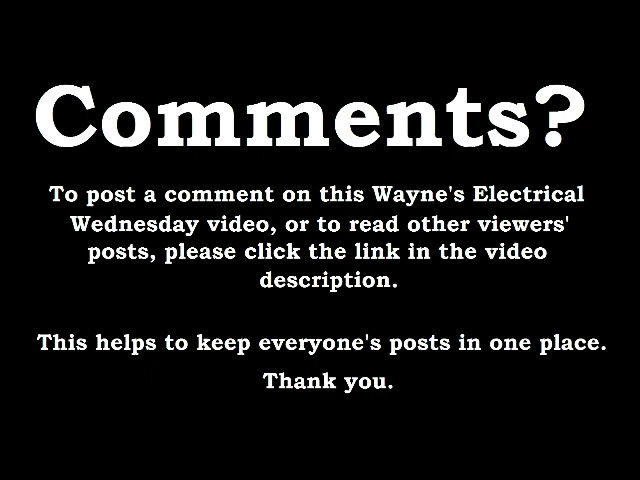 Comments?
To post a comment on this Wayne's Electrical
Wednesday video, or to read other viewers'
posts, please click the link in the video
description.
This helps to keep everyone's posts in one place.
Thank you.